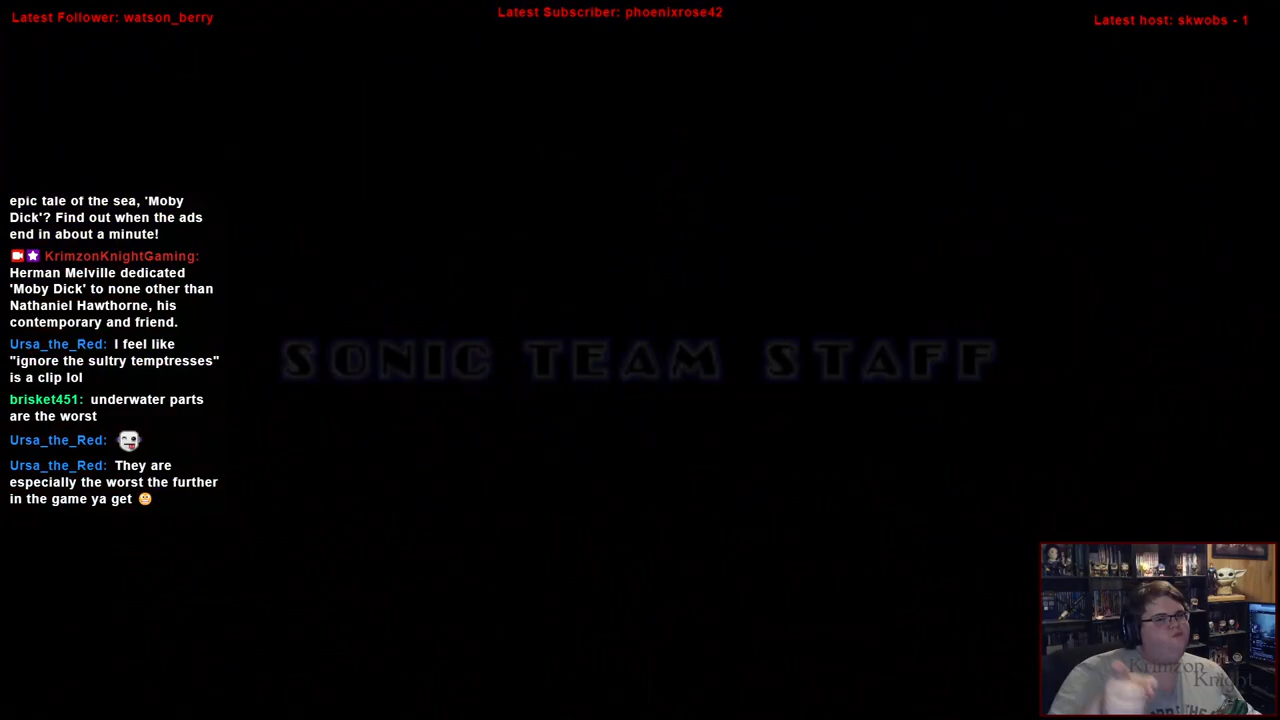 Latest Follower: watson_berry
Latest Subscriber: phoenixrose42
Latest host: skwobs - 1
epic tale of the sea, 'Moby
Dick'? Find out when the ads
end in about a minute!
KrimzonKnightGaming:
Herman Melville dedicated
'Moby Dick' to none other than
Nathaniel Hawthorne, his
contemporary and friend.
Ursa_the_Red: I feel like
"ignore the sultry temptresses"
is a clip lol
brisket451: underwater parts
are the worst
Ursa_the_Red:
Ursa_the_Red: They are
especially the worst the further
in the game ya get
SONIC TEAM STAFF
Krimzon
Knight